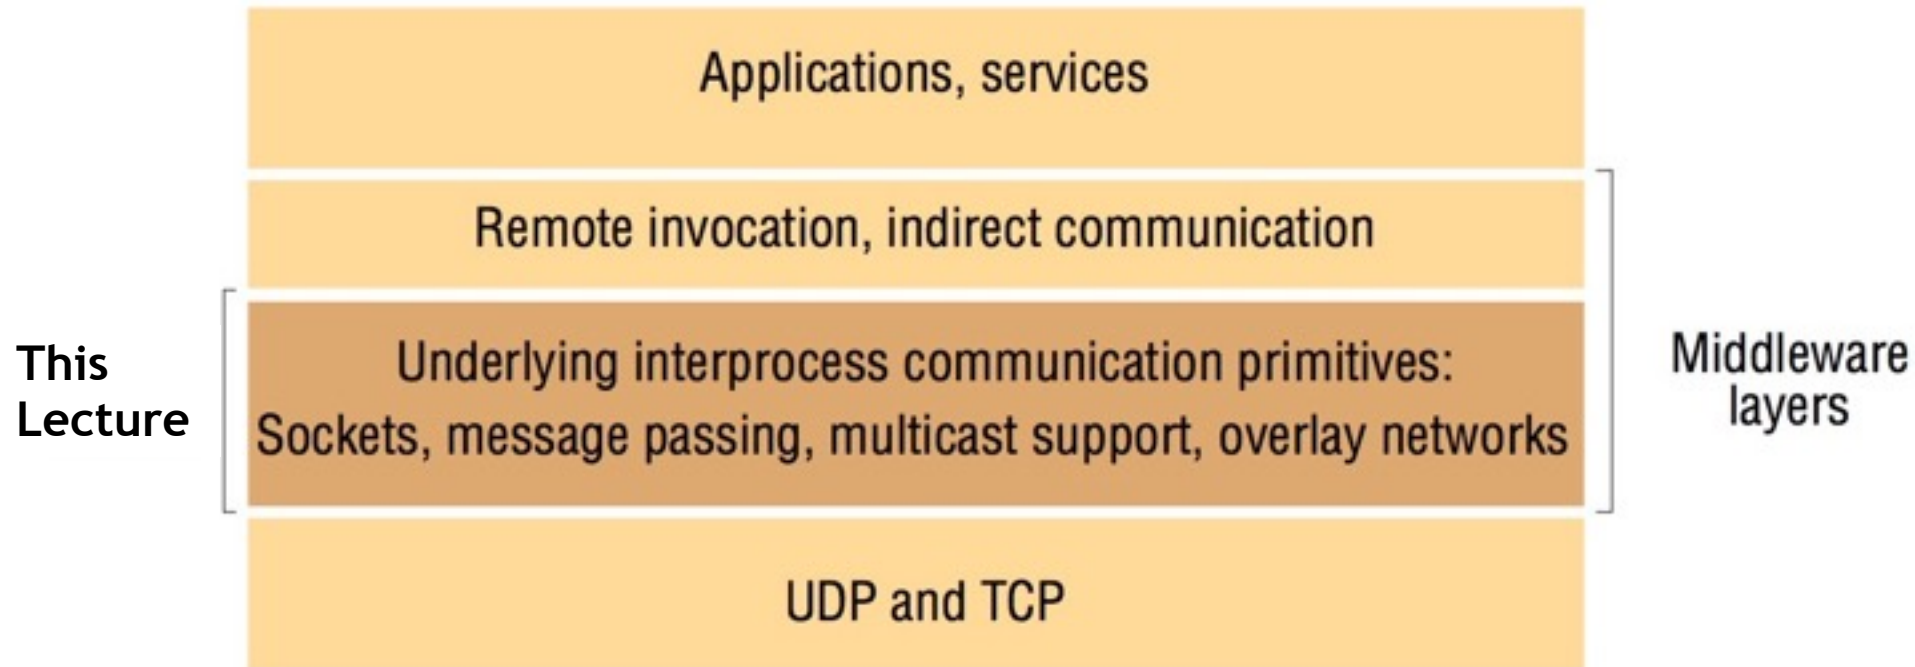 Applications, services
Remote invocation, indirect communication
This
Lecture
Underlying interprocess communication primitives:
Sockets, message passing, multicast support, overlay networks
Middleware
layers
UDP and TCP